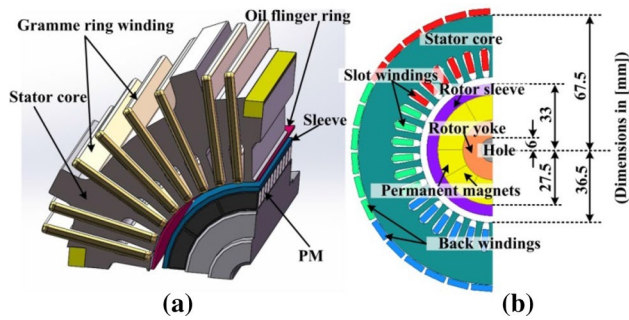 Gramme ring winding
Oil flinger ring
Stator core
Sleeve
PM
(a)
Stator core
Slot windings
Rotor sleeve
Rotor yoke
Hole
Permanent magnets
Back windings
6
33
67.5
27.5
36.5
(Dimensions in [mm])
(b)